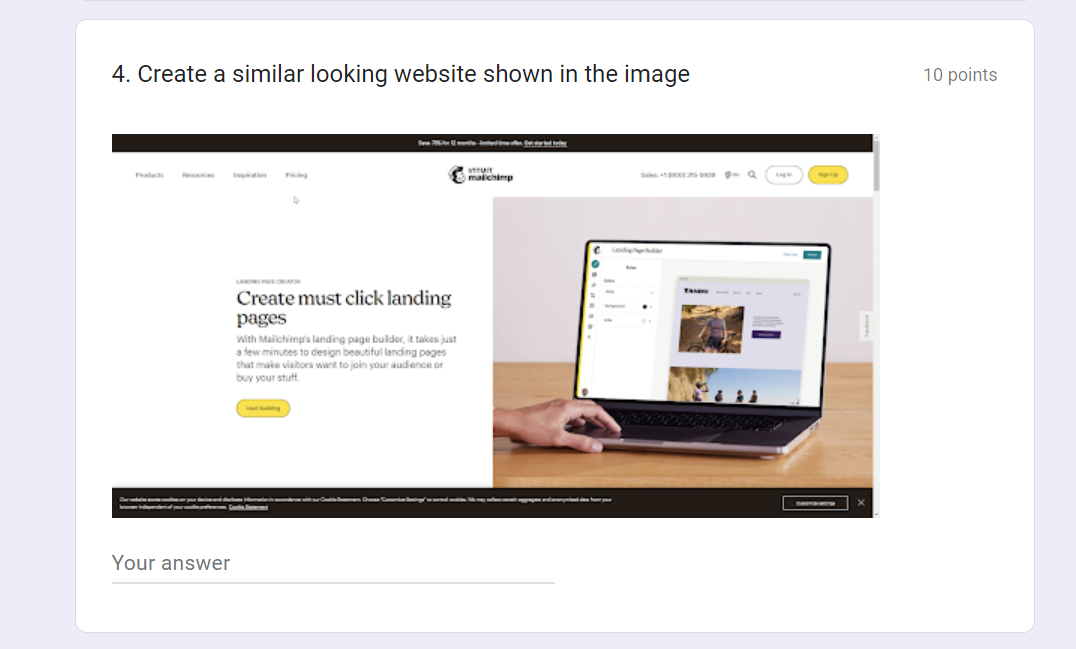 4. Create a similar looking website shown in the image
10 points
Save 75% for 12 months - limited time offer. Get started today
Products Resources Inspiration Pricing
INTUIT
mailchimp
Log In
Sign Up
LANDING PAGE CREATOR
Create must click landing
pages
With Mailchimp's landing page builder, it takes just
a few minutes to design beautiful landing pages
that make visitors want to join your audience or
buy your stuff.
Start Building
Landing Page Builder
Feedback
Our website stores cookies on your device and discloses information in accordance with our Cookie Statement. Choose "Customize Settings" to control cookies. We may collect certain aggregate and anonymized data from your
browser independent of your cookie preferences. Cookie Statement
Customize settings
Your answer